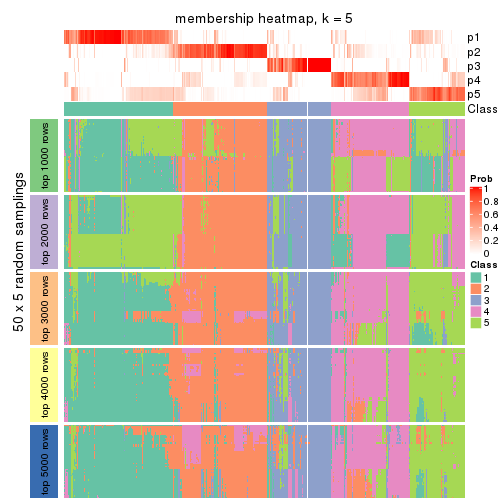 membership heatmap, k = 5
p1
p2
p3
p4
p5
Class
50 x 5 random samplings
top 1000 rows
top 2000 rows
top 3000 rows
top 4000 rows
top 5000 rows
Prob
1
0.8
0.6
0.4
0.2
0
Class
1
2
3
4
5